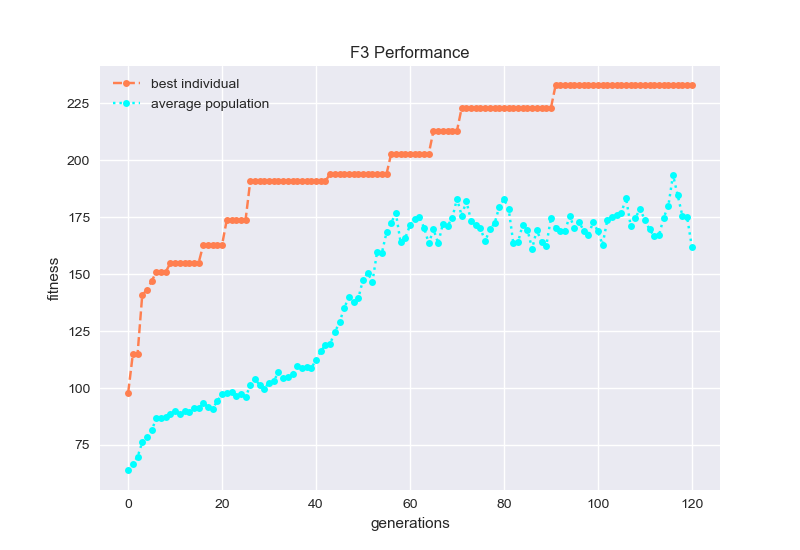 F3 Performance
best individual
average population
225
200
175
150
125
100
75
fitness
0 20 40 60 80 100 120
generations